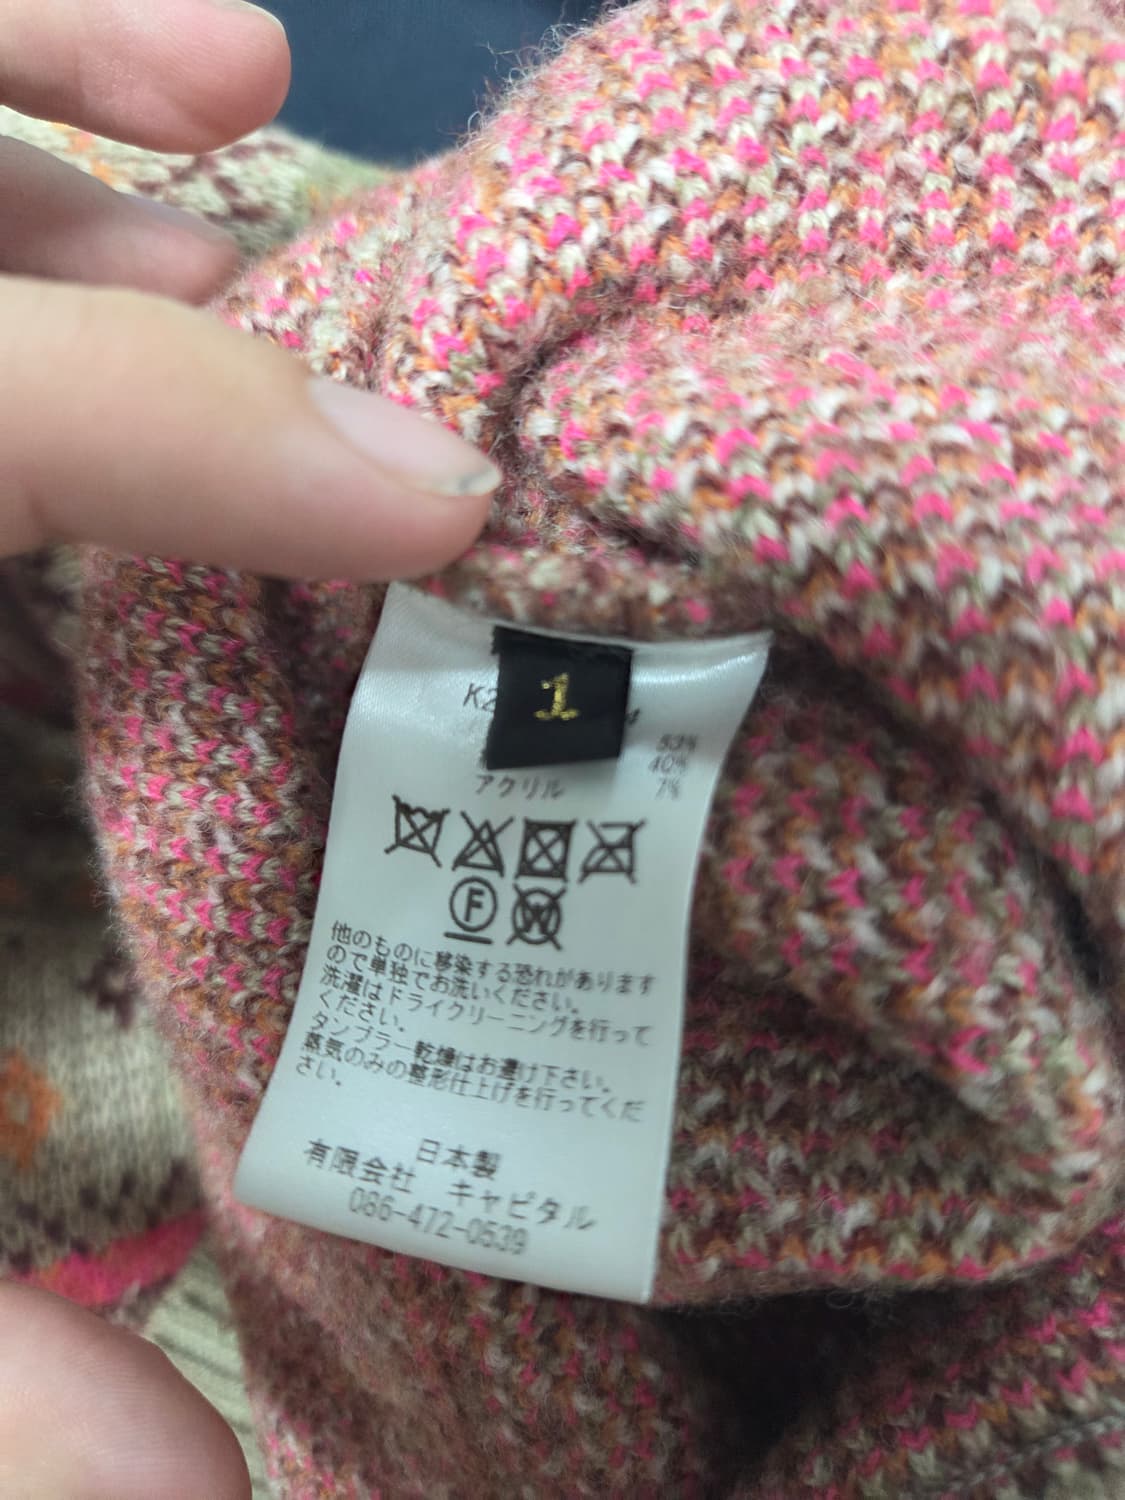 1
K2
4
53%
40%
アクリル 7%
F
W
他のものに移染する恐れがあります
ので単独でお洗いください。
洗濯はドライクリーニングを行って
ください。
タンブラー乾燥はお避け下さい。
蒸気のみの整形仕上げを行ってくだ
さい。
日本製
有限会社 キャピタル
086-472-0539